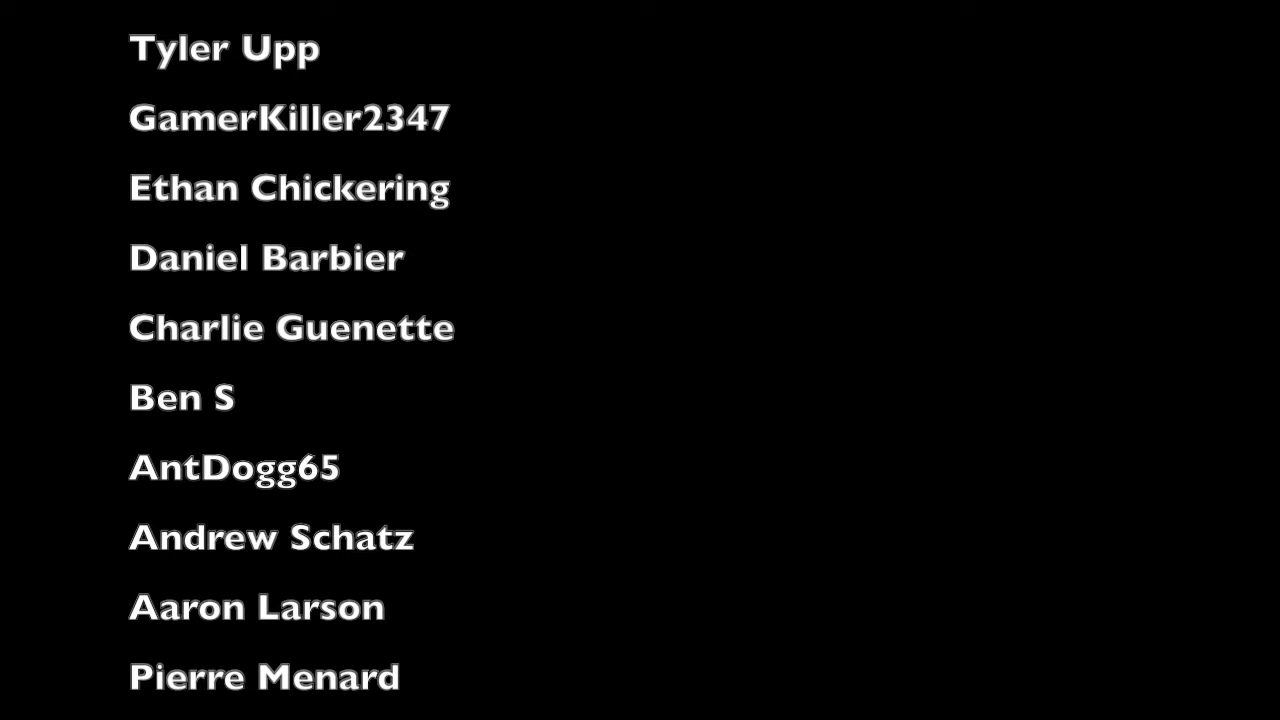 Tyler Upp
GamerKiller2347
Ethan Chickering
Daniel Barbier
Charlie Guenette
Ben S
AntDogg65
Andrew Schatz
Aaron Larson
Pierre Menard